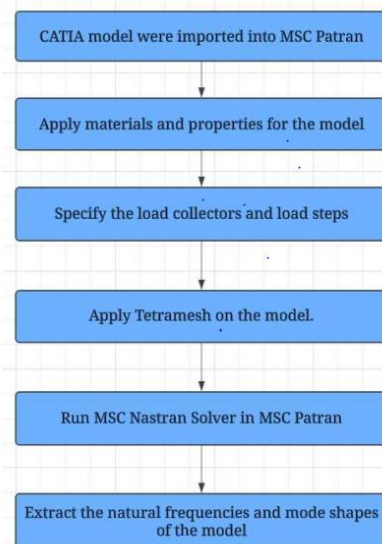 CATIA model were imported into MSC Patran
Apply materials and properties for the model
Specify the load collectors and load steps
Apply Tetramesh on the model.
Run MSC Nastran Solver in MSC Patran
Extract the natural frequencies and mode shapes
of the model